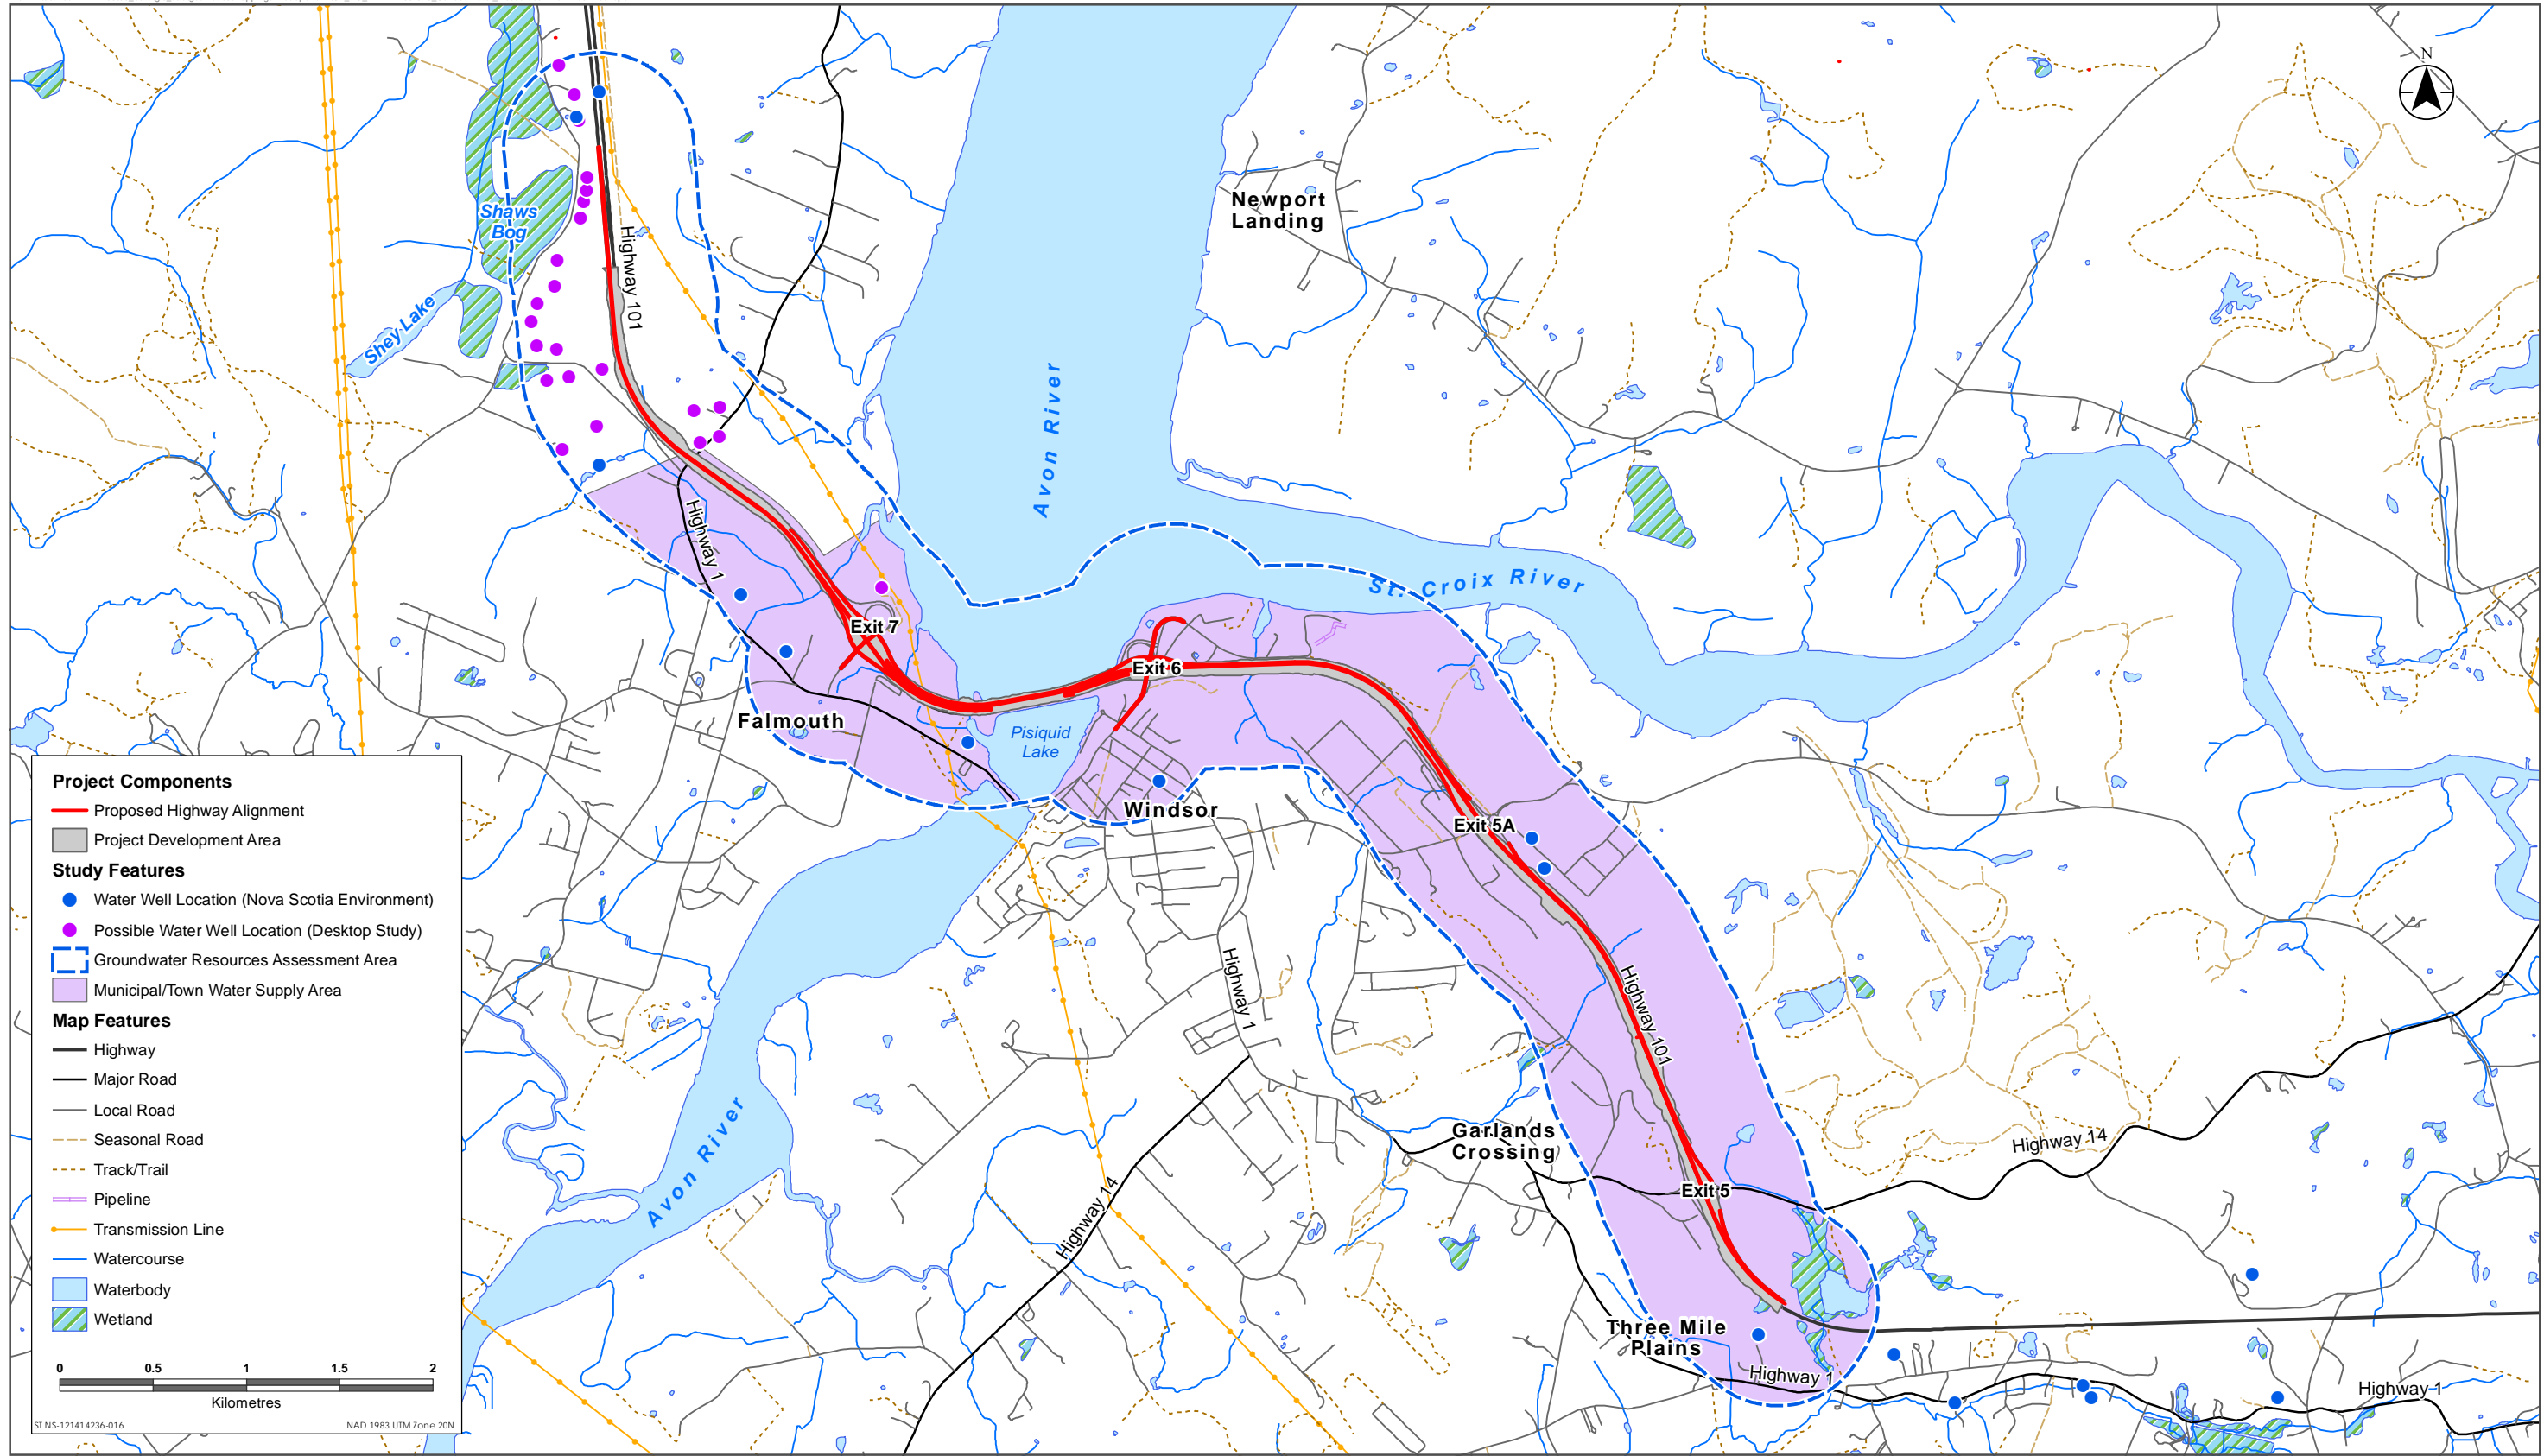 N
Newport
Landing
Shaws
Bog
Highway 101
Shey Lake
Avon River
Highway 1
St. Croix River
Exit 7
Exit 6
Falmouth
Pisiquid
Lake
Windsor
Exit 5A
Highway 1
Highway 101
Avon River
Garlands
Crossing
Highway 14
Highway 14
Exit 5
Three Mile
Plains
Highway 1
Highway 1
Project Components
Proposed Highway Alignment
Project Development Area
Study Features
Water Well Location (Nova Scotia Environment)
Possible Water Well Location (Desktop Study)
Groundwater Resources Assessment Area
Municipal/Town Water Supply Area
Map Features
Highway
Major Road
Local Road
Seasonal Road
Track/Trail
Pipeline
Transmission Line
Watercourse
Waterbody
Wetland
0 0.5 1 1.5 2
Kilometres
ST NS-121414236-016 NAD 1983 UTM Zone 20N